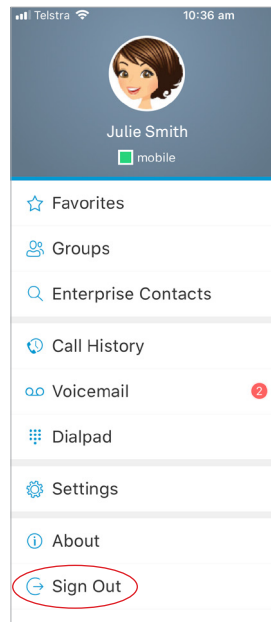 Telstra 10:36 am
Julie Smith
mobile
Favorites
Groups
Enterprise Contacts
Call History
Voicemail 2
Dialpad
Settings
About
Sign Out